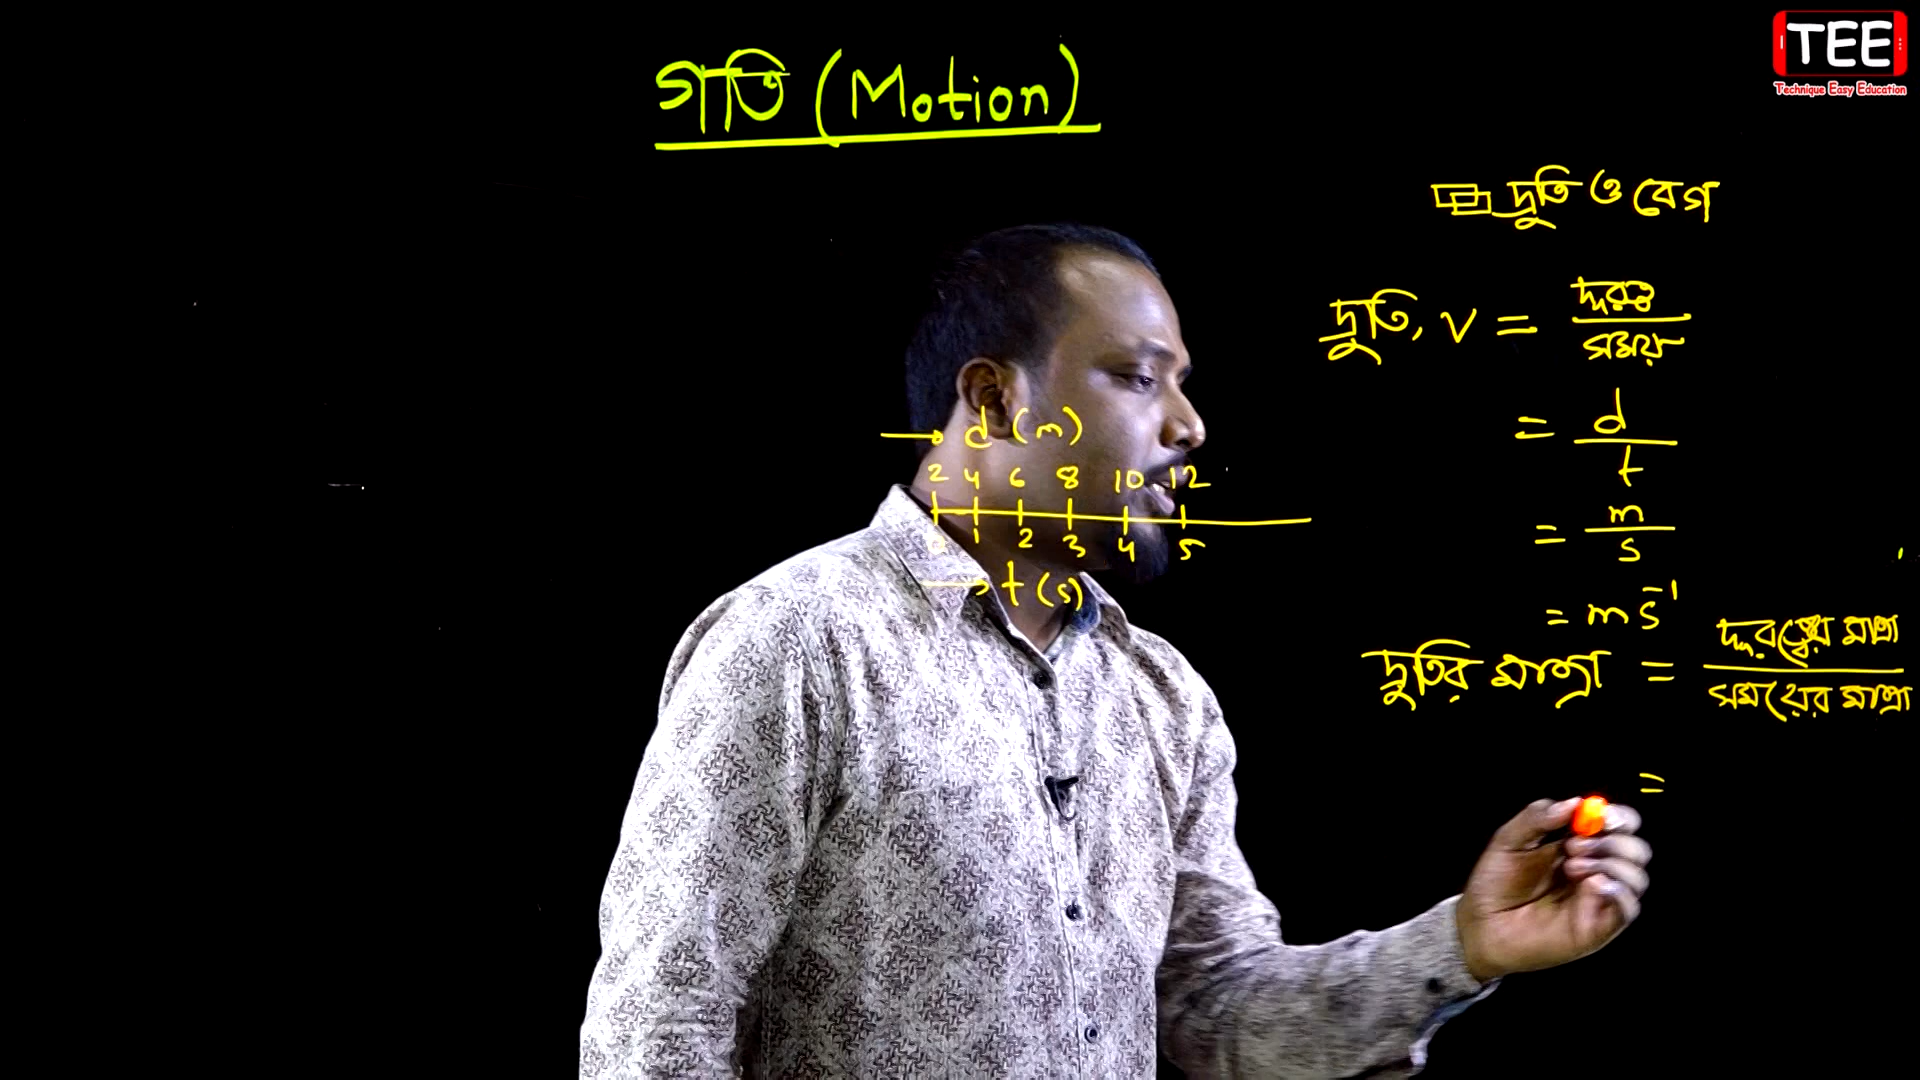 গতি (Motion)
TEE
Technique Easy Education
দ্রুতি ও বেগ
দ্রুতি, v = দূরত্ব / সময়
= d / t
= m / s
= m s⁻¹
দ্রুতির মাত্রা = দূরত্বের মাত্রা / সময়ের মাত্রা
=
→ d (m)
2 4 6 8 10 12
1 2 3 4 5
→ t (s)